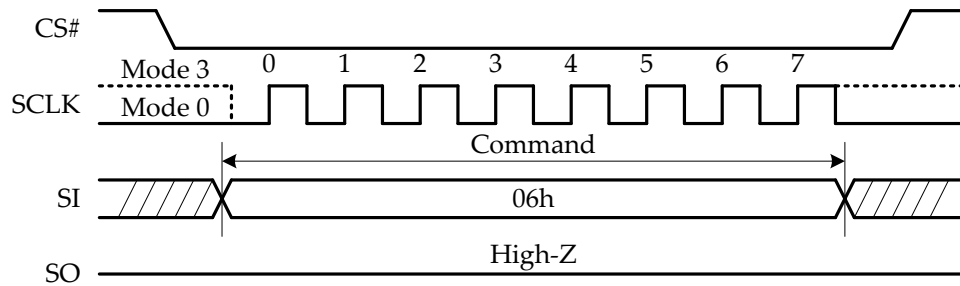 CS#
Mode 3 0 1 2 3 4 5 6 7
SCLK Mode 0
Command
SI 06h
High-Z
SO